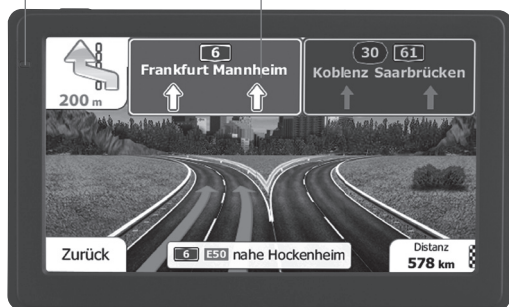 6
Frankfurt Mannheim
30 61
Koblenz Saarbrücken
200 m
Zurück
6 E50 nahe Hockenheim
Distanz
578 km